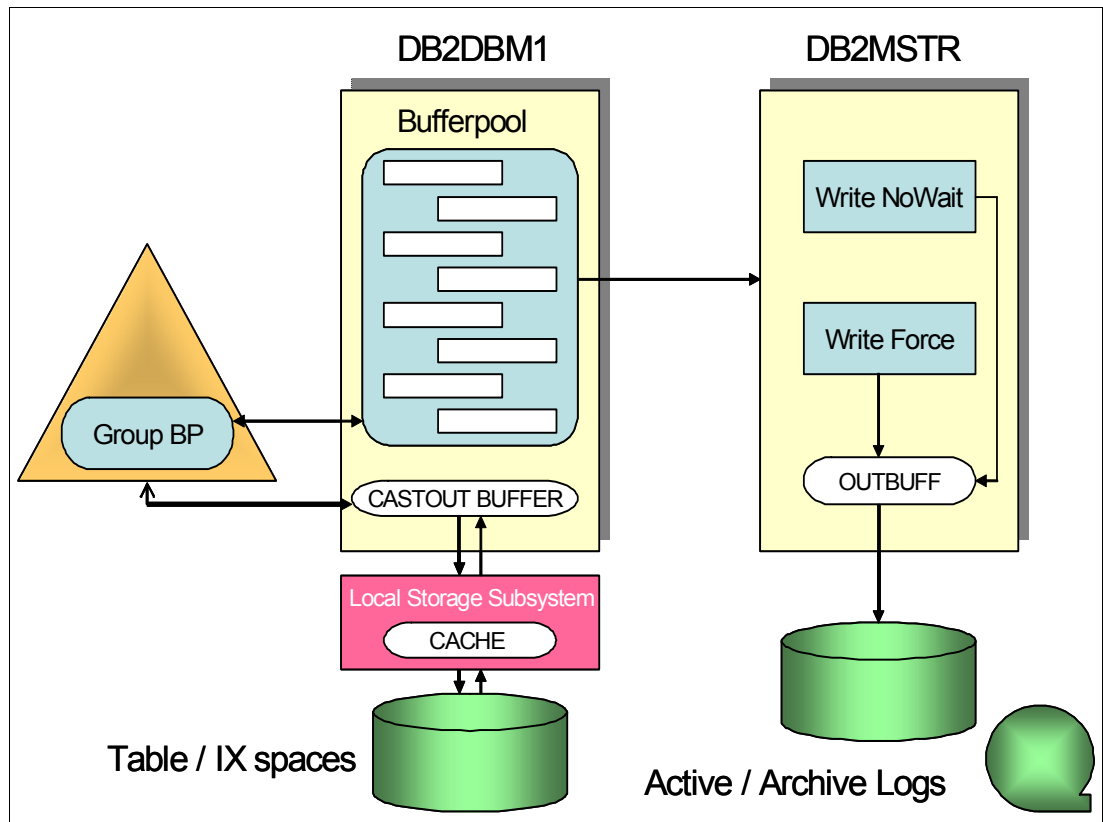 DB2DBM1
DB2MSTR
Bufferpool
Write NoWait
Write Force
Group BP
OUTBUFF
CASTOUT BUFFER
Local Storage Subsystem
CACHE
Table / IX spaces
Active / Archive Logs